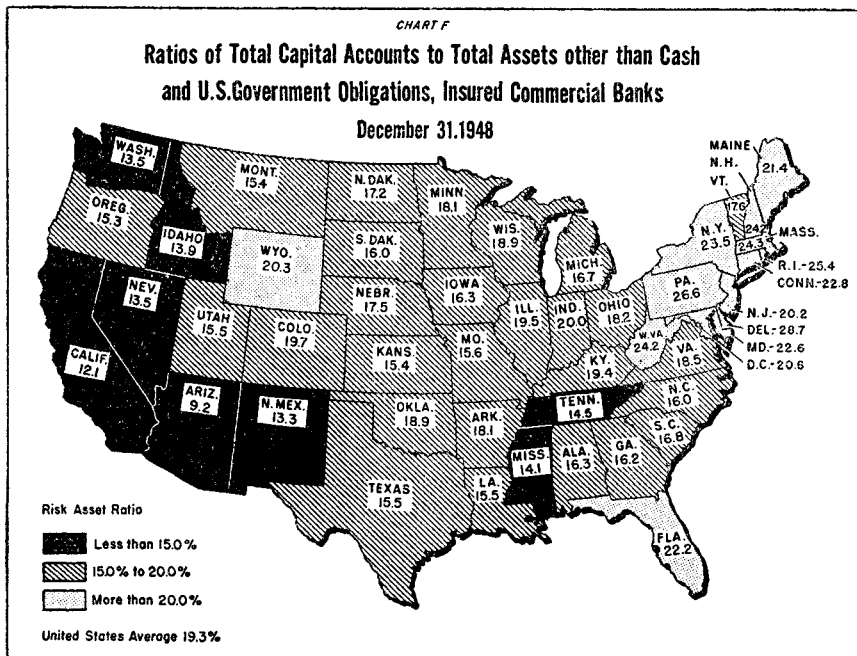 CHART F
Ratios of Total Capital Accounts to Total Assets other than Cash
and U.S.Government Obligations, Insured Commercial Banks
December 31.1948
WASH.
13.5
MONT.
15.4
N.DAK.
17.2
MINN.
18.1
MAINE
21.4
N.H.
VT.
17.6
24.2
MASS.
24.3
OREG.
15.3
IDAHO
13.9
WYO.
20.3
S.DAK.
16.0
WIS.
18.9
MICH.
16.7
N.Y.
23.5
R.I.-25.4
CONN.-22.8
NEV.
13.5
UTAH
15.5
COLO.
19.7
NEBR.
17.5
IOWA
16.3
ILL.
19.5
IND.
20.0
OHIO
18.2
PA.
26.6
N.J.-20.2
DEL-28.7
MD.-22.6
D.C.-20.6
CALIF.
12.1
KANS.
15.4
MO.
15.6
KY.
19.4
W.VA.
24.2
VA.
18.5
ARIZ.
9.2
N.MEX.
13.3
OKLA.
18.9
ARK.
18.1
TENN.
14.5
N.C.
16.0
S.C.
16.8
TEXAS
15.5
LA.
15.5
MISS.
14.1
ALA.
16.3
GA.
16.2
FLA.
22.2
Risk Asset Ratio
Less than 15.0%
15.0% to 20.0%
More than 20.0%
United States Average 19.3%